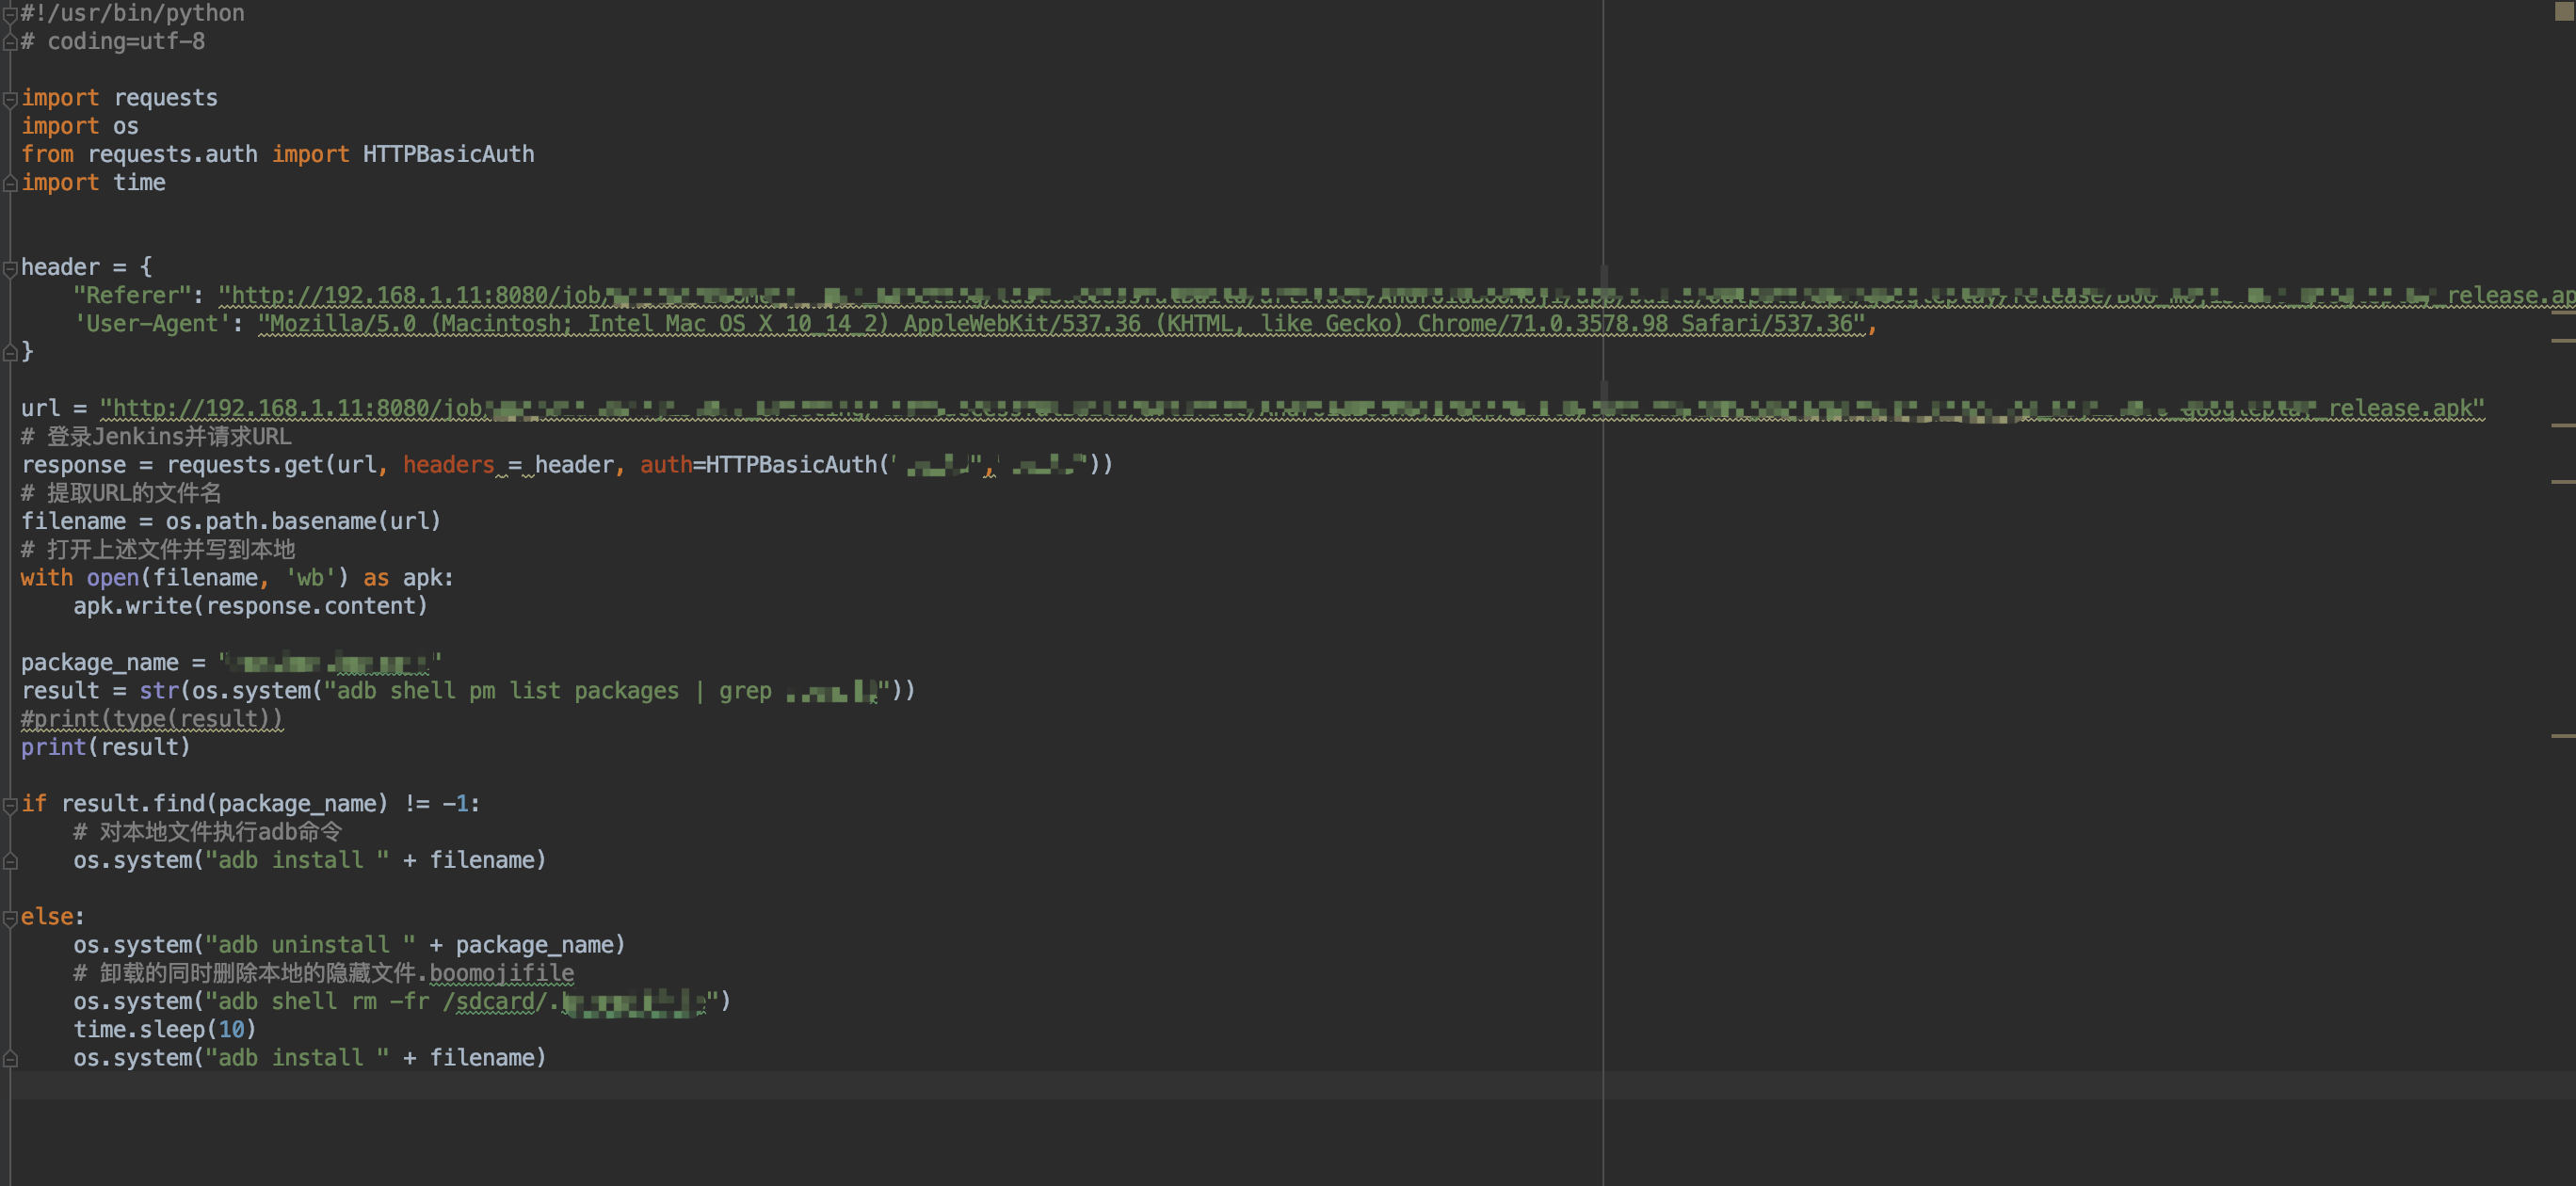 #!/usr/bin/python
# coding=utf-8
import requests
import os
from requests.auth import HTTPBasicAuth
import time
header = {
"Referer": "http://192.168.1.11:8080/job/ _release.ap
'User-Agent': "Mozilla/5.0 (Macintosh; Intel Mac OS X 10_14_2) AppleWebKit/537.36 (KHTML, like Gecko) Chrome/71.0.3578.98 Safari/537.36",
}
url = "http://192.168.1.11:8080/job _release.apk"
# 登录Jenkins并请求URL
response = requests.get(url, headers = header, auth=HTTPBasicAuth(" ","  "))
# 提取URL的文件名
filename = os.path.basename(url)
# 打开上述文件并写到本地
with open(filename, 'wb') as apk:
apk.write(response.content)
package_name = ' '
result = str(os.system("adb shell pm list packages | grep "))
#print(type(result))
print(result)
if result.find(package_name) != -1:
# 对本地文件执行adb命令
os.system("adb install " + filename)
else:
os.system("adb uninstall " + package_name)
# 卸载的同时删除本地的隐藏文件.boomojifile
os.system("adb shell rm -fr /sdcard/. ")
time.sleep(10)
os.system("adb install " + filename)